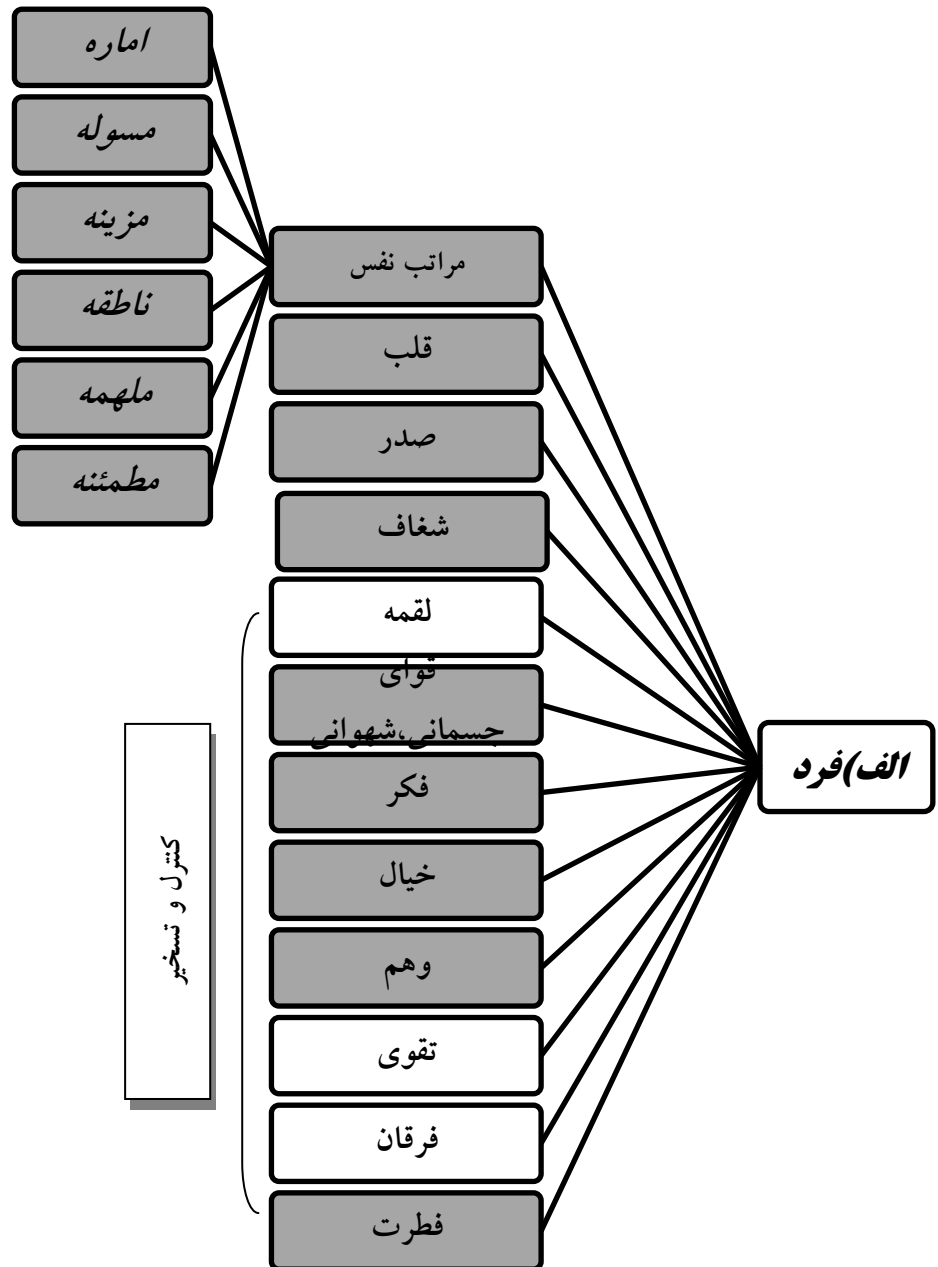 الف)فرد
مراتب نفس
قلب
صدر
شغاف
لقمه
قوای
جسمانی،شهوانی
فکر
خیال
وهم
تقوی
فرقان
فطرت
اماره
مسوله
مزینه
ناطقه
ملهمه
مطمئنه
کنترل و تسخیر